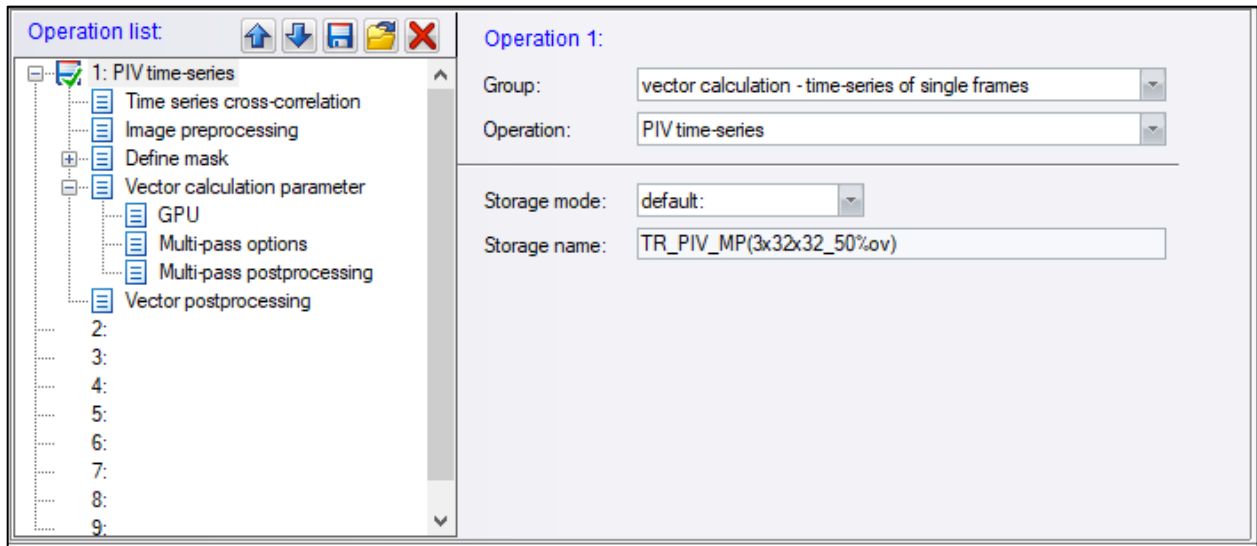 Operation list:
1: PIV time-series
Time series cross-correlation
Image preprocessing
Define mask
Vector calculation parameter
GPU
Multi-pass options
Multi-pass postprocessing
Vector postprocessing
2:
3:
4:
5:
6:
7:
8:
9:
Operation 1:
Group: vector calculation - time-series of single frames
Operation: PIV time-series
Storage mode: default:
Storage name: TR_PIV_MP(3x32x32_50%ov)